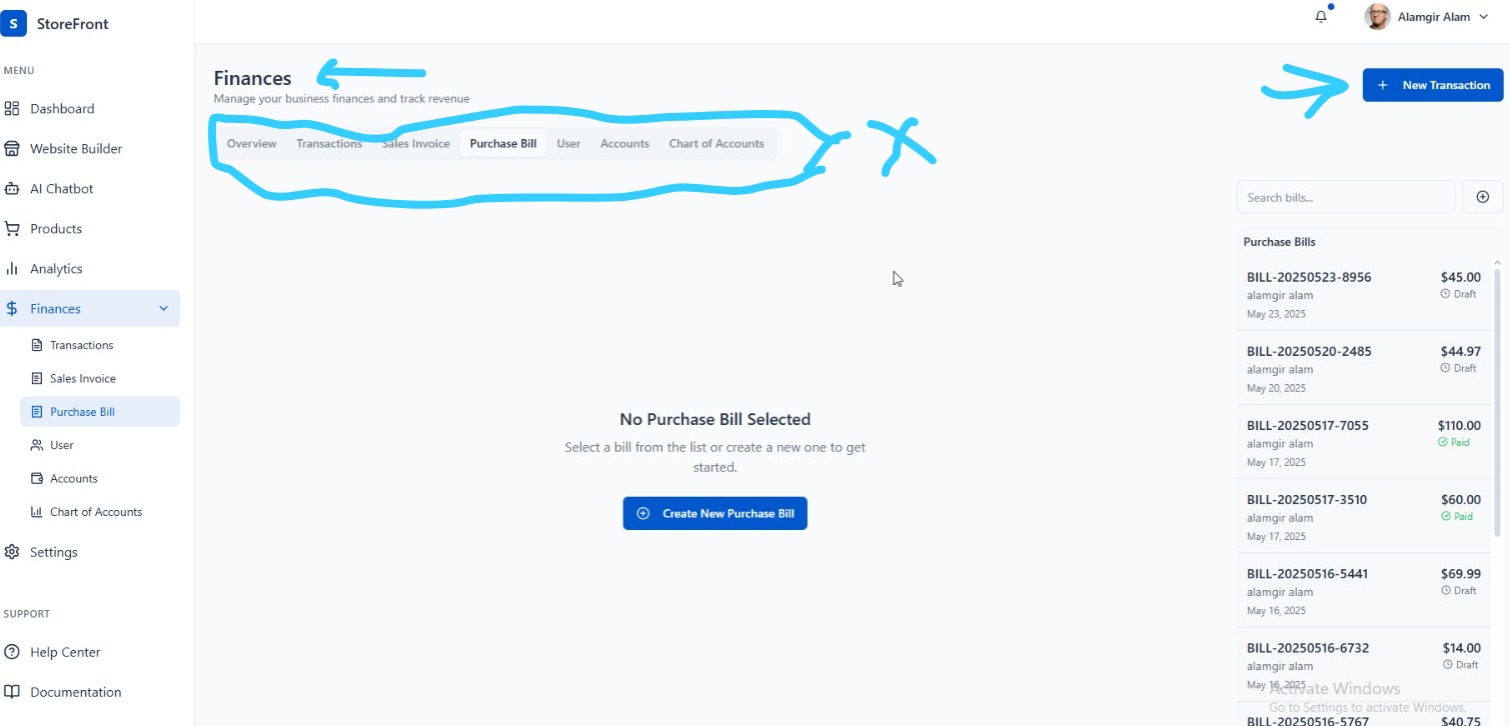 S StoreFront
Alamgir Alam
MENU
Dashboard
Website Builder
AI Chatbot
Products
Analytics
Finances
Transactions
Sales Invoice
Purchase Bill
User
Accounts
Chart of Accounts
Settings
SUPPORT
Help Center
Documentation
Finances
Manage your business finances and track revenue
+ New Transaction
Overview Transactions Sales Invoice Purchase Bill User Accounts Chart of Accounts
No Purchase Bill Selected
Select a bill from the list or create a new one to get
started.
Create New Purchase Bill
Search bills...
Purchase Bills
BILL-20250523-8956 $45.00
alamgir alam Draft
May 23, 2025
BILL-20250520-2485 $44.97
alamgir alam Draft
May 20, 2025
BILL-20250517-7055 $110.00
alamgir alam Paid
May 17, 2025
BILL-20250517-3510 $60.00
alamgir alam Paid
May 17, 2025
BILL-20250516-5441 $69.99
alamgir alam Draft
May 16, 2025
BILL-20250516-6732 $14.00
alamgir alam Draft
May 16, 2025
Activate Windows
Go to Settings to activate Windows.
BILL-20250516-5767 $40.75